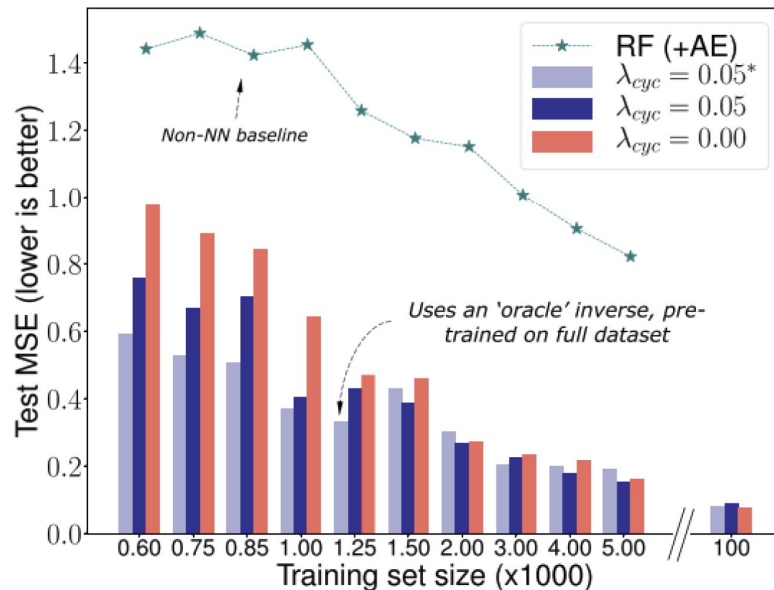 RF (+AE)
λ_cyc = 0.05*
λ_cyc = 0.05
λ_cyc = 0.00
Non-NN baseline
Uses an ‘oracle’ inverse, pre-
trained on full dataset
Test MSE (lower is better)
1.4
1.2
1.0
0.8
0.6
0.4
0.2
0.0
0.60 0.75 0.85 1.00 1.25 1.50 2.00 3.00 4.00 5.00 // 100
Training set size (x1000)